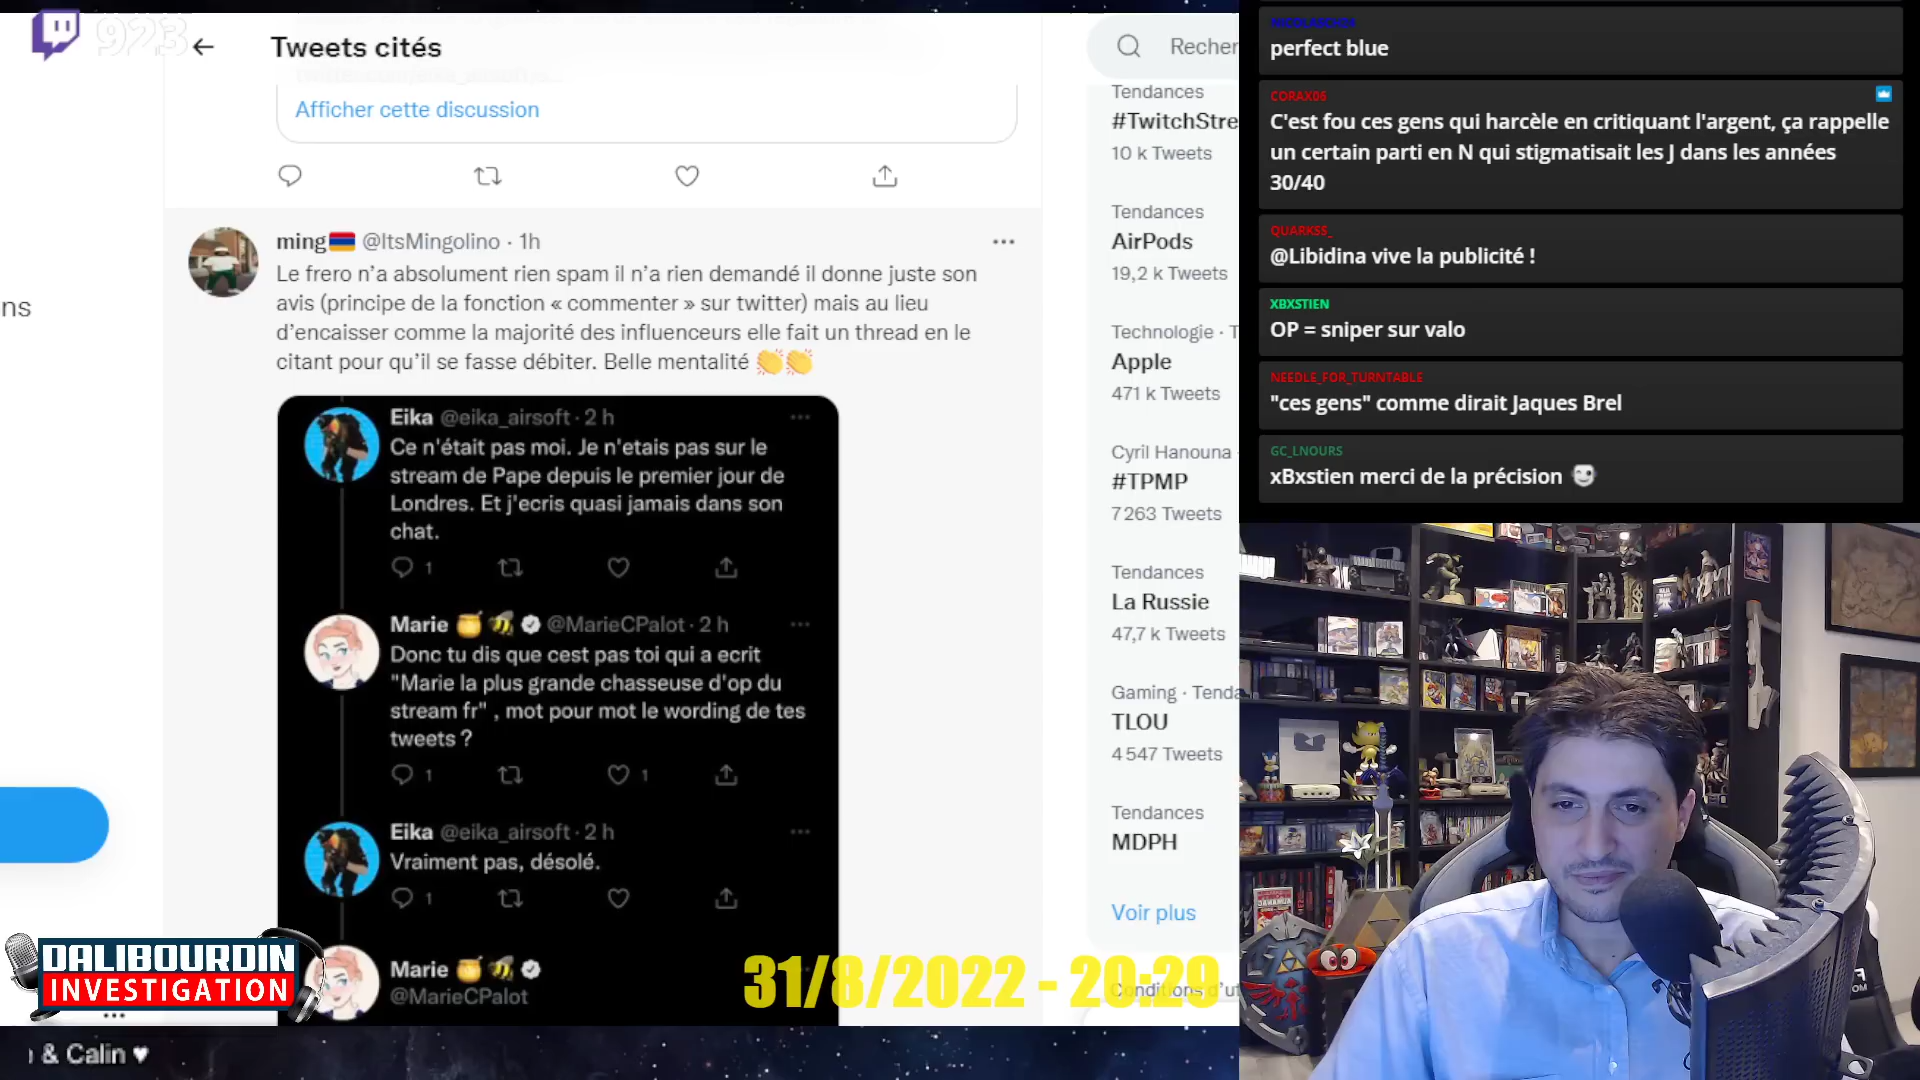 923
Tweets cités
Afficher cette discussion
ming @ItsMingolino · 1h
Le frero n'a absolument rien spam il n'a rien demandé il donne juste son
avis (principe de la fonction « commenter » sur twitter) mais au lieu
d'encaisser comme la majorité des influenceurs elle fait un thread en le
citant pour qu'il se fasse débiter. Belle mentalité 👏👏
Eika @eika_airsoft · 2 h
Ce n'était pas moi. Je n'etais pas sur le
stream de Pape depuis le premier jour de
Londres. Et j'ecris quasi jamais dans son
chat.
1
Marie 🍯 🐝 @MarieCPalot · 2 h
Donc tu dis que cest pas toi qui a ecrit
"Marie la plus grande chasseuse d'op du
stream fr" , mot pour mot le wording de tes
tweets ?
1
1
Eika @eika_airsoft · 2 h
Vraiment pas, désolé.
1
Marie 🍯 🐝
@MarieCPalot
ns
DALIBOURDIN
INVESTIGATION
& Calin ♥
31/8/2022 - 20:29
Recher
Tendances
#TwitchStre
10 k Tweets
Tendances
AirPods
19,2 k Tweets
Technologie · T
Apple
471 k Tweets
Cyril Hanouna
#TPMP
7 263 Tweets
Tendances
La Russie
47,7 k Tweets
Gaming · Tenda
TLOU
4 547 Tweets
Tendances
MDPH
Voir plus
Conditions d'ut
perfect blue
CORAX06
C'est fou ces gens qui harcèle en critiquant l'argent, ça rappelle
un certain parti en N qui stigmatisait les J dans les années
30/40
QUARKSS_
@Libidina vive la publicité !
XBXSTIEN
OP = sniper sur valo
NEEDLE_FOR_TURNTABLE
"ces gens" comme dirait Jaques Brel
GC_LNOURS
xBxstien merci de la précision